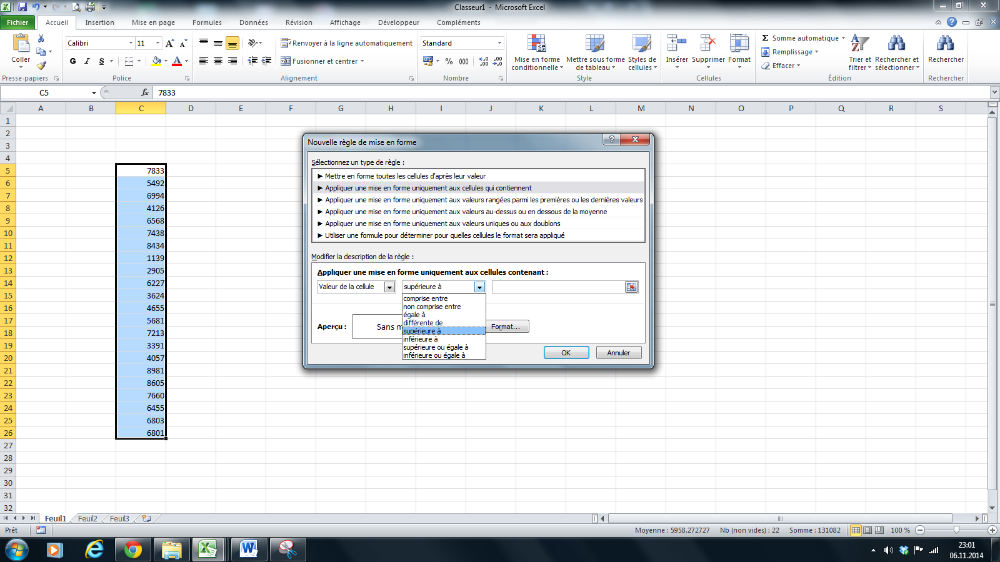 Classeur1 - Microsoft Excel
Fichier Accueil Insertion Mise en page Formules Données Révision Affichage Développeur Compléments
Coller
Presse-papiers
Calibri 11
G I S A A A
Police
Renvoyer à la ligne automatiquement
Fusionner et centrer
Alignement
Standard
% 000
Nombre
Mise en forme conditionnelle
Mettre sous forme de tableau
Styles de cellules
Style
Insérer Supprimer Format
Cellules
Σ Somme automatique
Remplissage
Effacer
Trier et filtrer
Rechercher et sélectionner
Édition
Rechercher
Rechercher
C5 fx 7833
A B C D E F G H I J K L M N O P Q R S
1
2
3
4
5 7833
6 5492
7 6994
8 4126
9 6568
10 7438
11 8434
12 1139
13 2905
14 6227
15 3624
16 4655
17 5681
18 7213
19 3391
20 4057
21 8981
22 8605
23 7660
24 6455
25 6803
26 6801
27
28
29
30
31
32
Nouvelle règle de mise en forme
Sélectionnez un type de règle :
► Mettre en forme toutes les cellules d'après leur valeur
► Appliquer une mise en forme uniquement aux cellules qui contiennent
► Appliquer une mise en forme uniquement aux valeurs rangées parmi les premières ou les dernières valeurs
► Appliquer une mise en forme uniquement aux valeurs au-dessus ou en dessous de la moyenne
► Appliquer une mise en forme uniquement aux valeurs uniques ou aux doublons
► Utiliser une formule pour déterminer pour quelles cellules le format sera appliqué
Modifier la description de la règle :
Appliquer une mise en forme uniquement aux cellules contenant :
Valeur de la cellule supérieure à
comprise entre
non comprise entre
égale à
différente de
supérieure à
inférieure à
supérieure ou égale à
inférieure ou égale à
Aperçu : Sans m Format...
OK Annuler
Feuil1 Feuil2 Feuil3
Prêt Moyenne : 5958.272727 Nb (non vides) : 22 Somme : 131082 100 %
23:01
06.11.2014